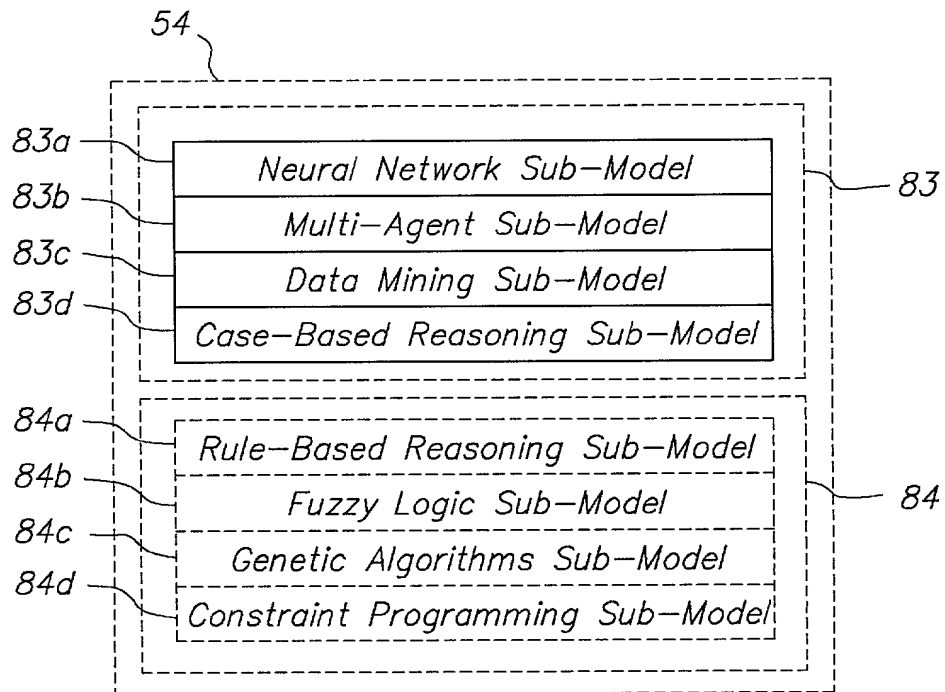 54
83a
Neural Network Sub-Model
83
83b
Multi-Agent Sub-Model
83c
Data Mining Sub-Model
83d
Case-Based Reasoning Sub-Model
84a
Rule-Based Reasoning Sub-Model
84b
Fuzzy Logic Sub-Model
84
84c
Genetic Algorithms Sub-Model
84d
Constraint Programming Sub-Model